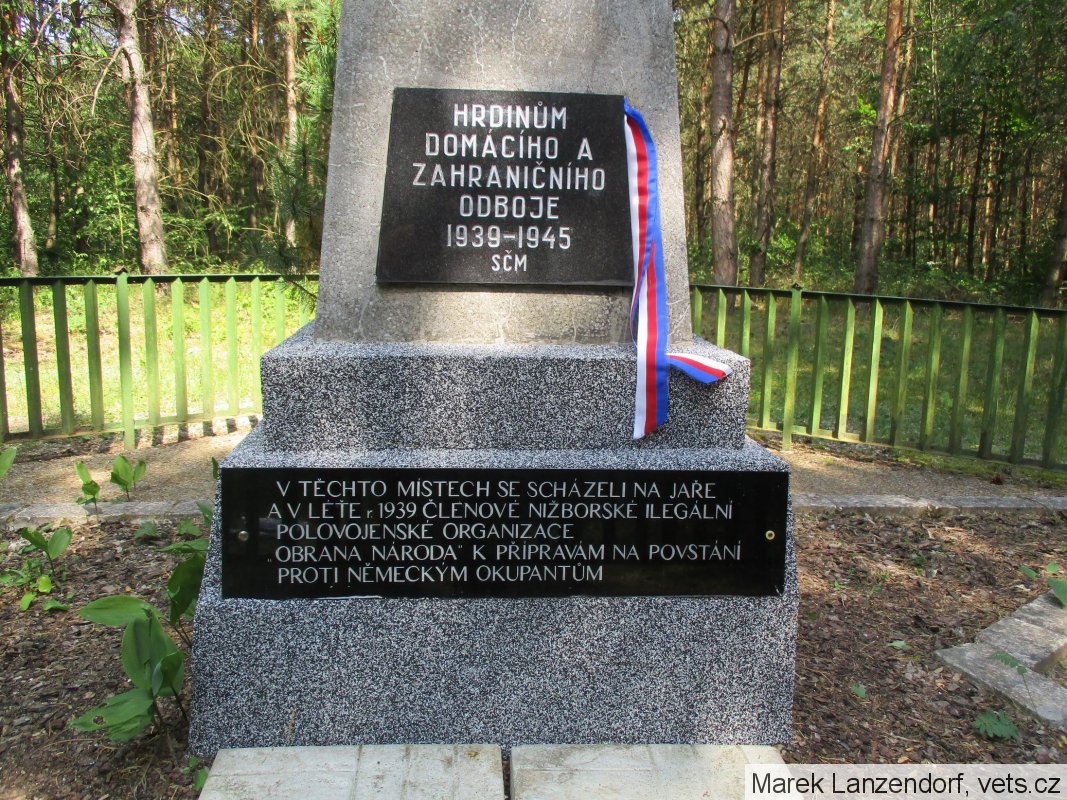 HRDINŮM
DOMÁCÍHO A
ZAHRANIČNÍHO
ODBOJE
1939-1945
SČM
V TĚCHTO MÍSTECH SE SCHÁZELI NA JAŘE
A V LÉTĚ r. 1939 ČLENOVÉ NIŽBORSKÉ ILEGÁLNÍ
POLOVOJENSKÉ ORGANIZACE
„OBRANA NÁRODA" K PŘÍPRAVÁM NA POVSTÁNÍ
PROTI NĚMECKÝM OKUPANTŮM
Marek Lanzendorf, vets.cz